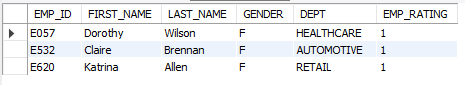 EMP_ID FIRST_NAME LAST_NAME GENDER DEPT EMP_RATING
E057 Dorothy Wilson F HEALTHCARE 1
E532 Claire Brennan F AUTOMOTIVE 1
E620 Katrina Allen F RETAIL 1